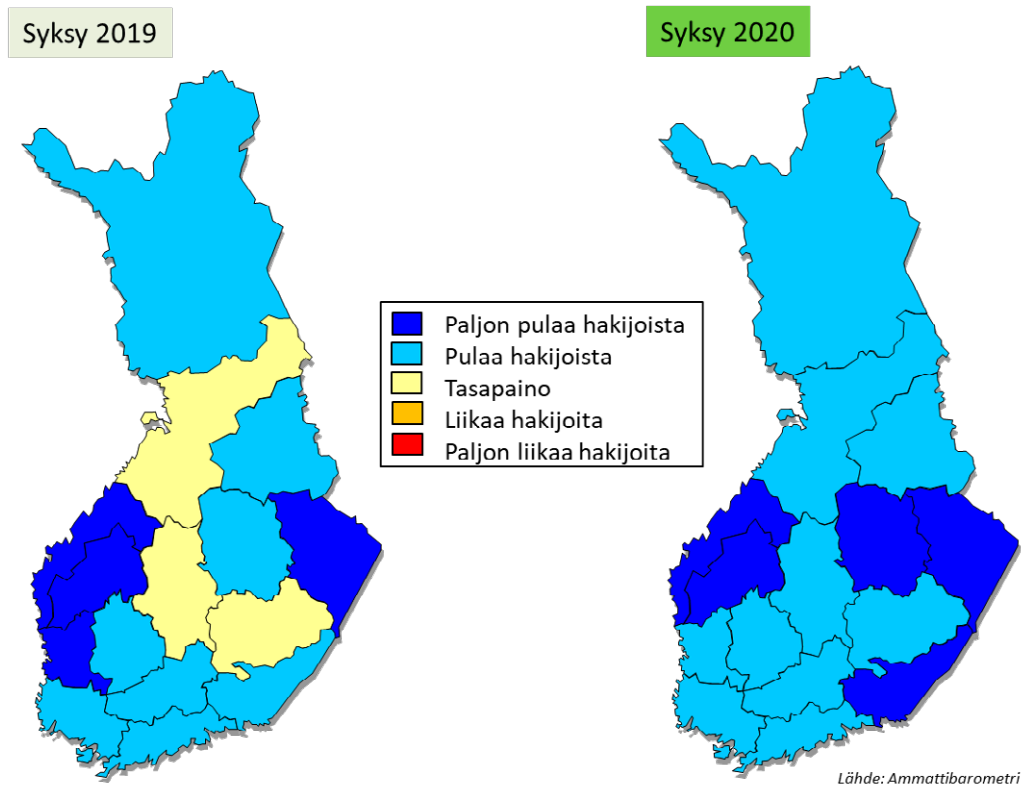 Syksy 2019
Syksy 2020
Paljon pulaa hakijoista
Pulaa hakijoista
Tasapaino
Liikaa hakijoita
Paljon liikaa hakijoita
Lähde: Ammattibarometri